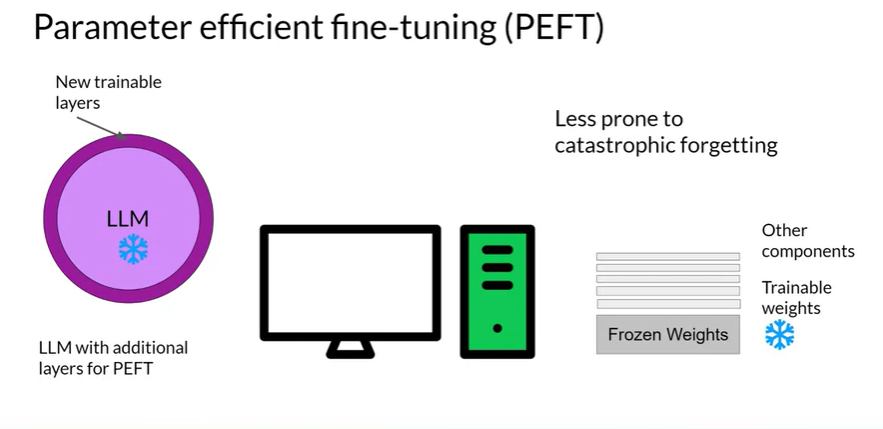 Parameter efficient fine-tuning (PEFT)
New trainable
layers
LLM
LLM with additional
layers for PEFT
Less prone to
catastrophic forgetting
Other
components
Trainable
weights
Frozen Weights